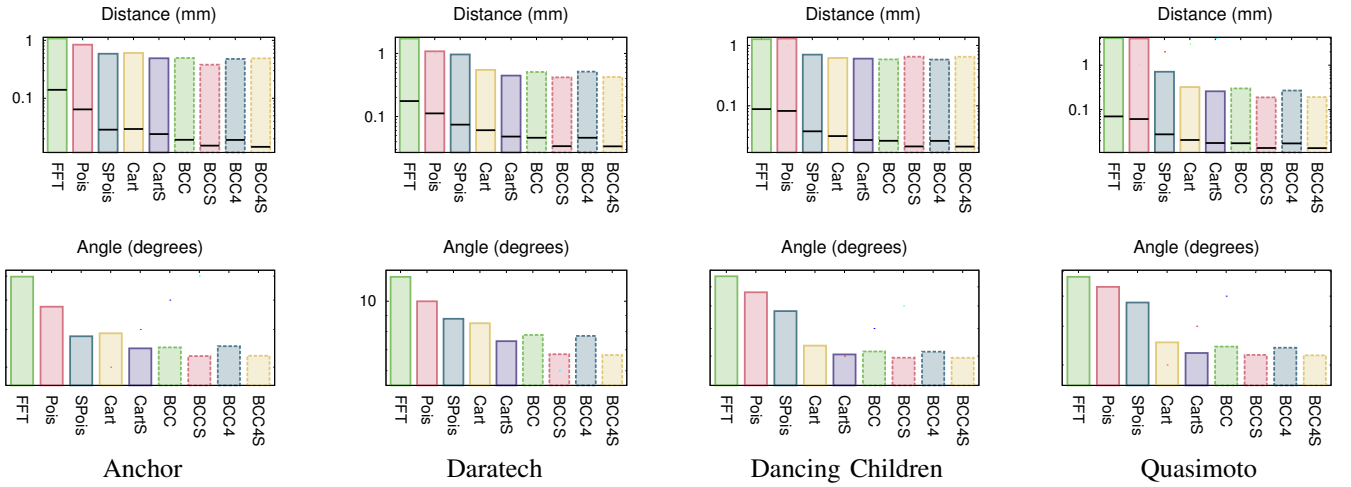 Distance (mm)
1
0.1
FFT
Pois
SPois
Cart
CartS
BCC
BCCS
BCC4
BCC4S
Distance (mm)
1
0.1
FFT
Pois
SPois
Cart
CartS
BCC
BCCS
BCC4
BCC4S
Distance (mm)
1
0.1
FFT
Pois
SPois
Cart
CartS
BCC
BCCS
BCC4
BCC4S
Distance (mm)
1
0.1
FFT
Pois
SPois
Cart
CartS
BCC
BCCS
BCC4
BCC4S
Angle (degrees)
FFT
Pois
SPois
Cart
CartS
BCC
BCCS
BCC4
BCC4S
Angle (degrees)
10
FFT
Pois
SPois
Cart
CartS
BCC
BCCS
BCC4
BCC4S
Angle (degrees)
FFT
Pois
SPois
Cart
CartS
BCC
BCCS
BCC4
BCC4S
Angle (degrees)
FFT
Pois
SPois
Cart
CartS
BCC
BCCS
BCC4
BCC4S
Anchor
Daratech
Dancing Children
Quasimoto